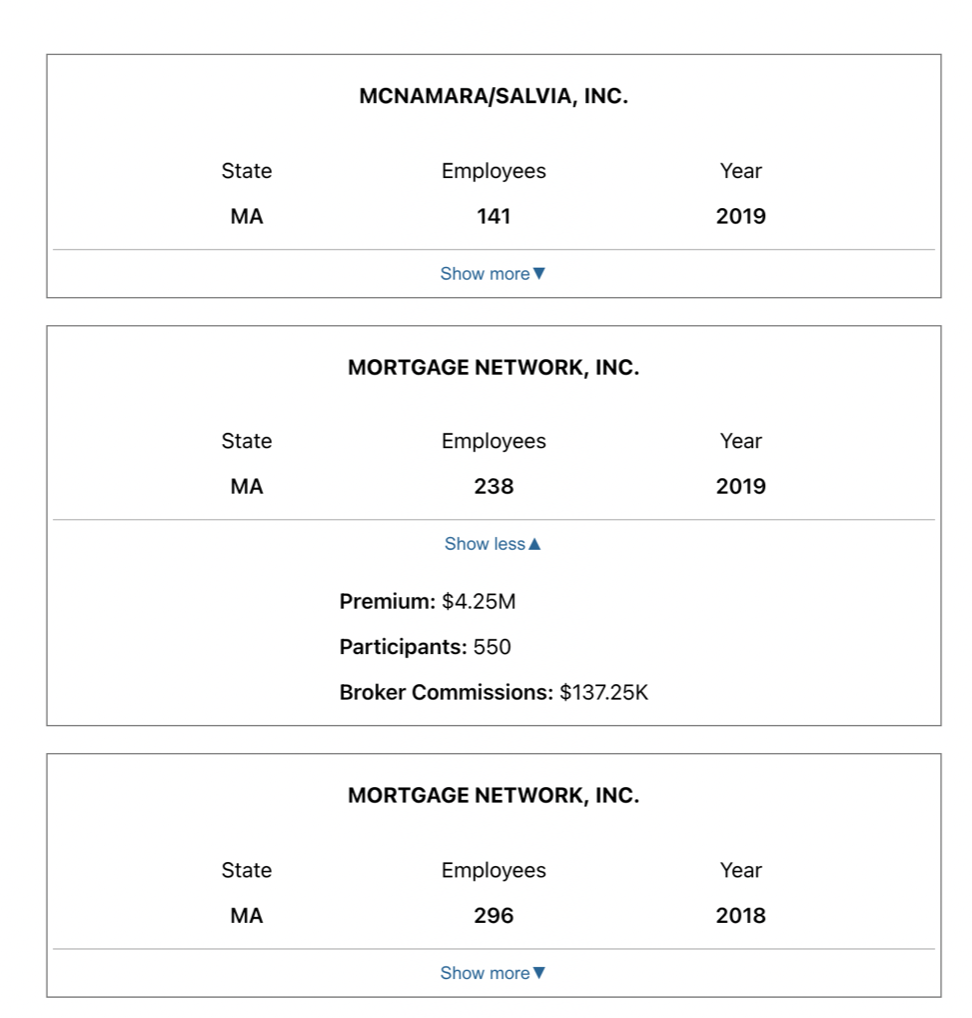 MCNAMARA/SALVIA, INC.
State Employees Year
MA 141 2019
Show more▼
MORTGAGE NETWORK, INC.
State Employees Year
MA 238 2019
Show less▲
Premium: $4.25M
Participants: 550
Broker Commissions: $137.25K
MORTGAGE NETWORK, INC.
State Employees Year
MA 296 2018
Show more▼